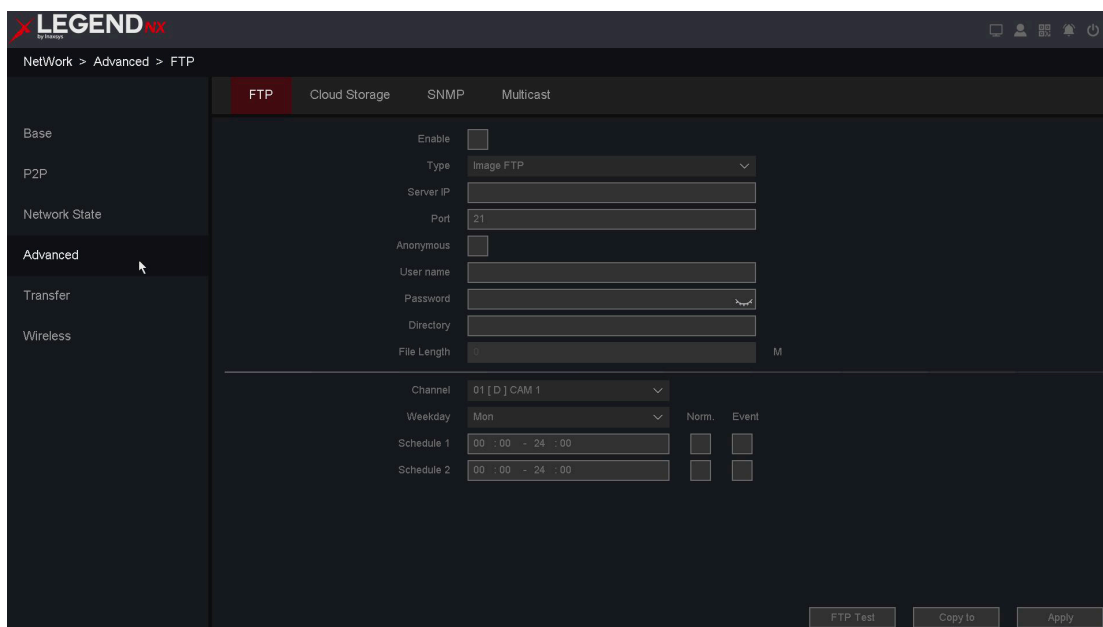 LEGEND NX
by Inaxsys
NetWork > Advanced > FTP
FTP Cloud Storage SNMP Multicast
Base
P2P
Network State
Advanced
Transfer
Wireless
Enable
Type Image FTP
Server IP
Port 21
Anonymous
User name
Password
Directory
File Length 0 M
Channel 01 [ D ] CAM 1
Weekday Mon Norm. Event
Schedule 1 00 : 00 - 24 : 00
Schedule 2 00 : 00 - 24 : 00
FTP Test Copy to Apply